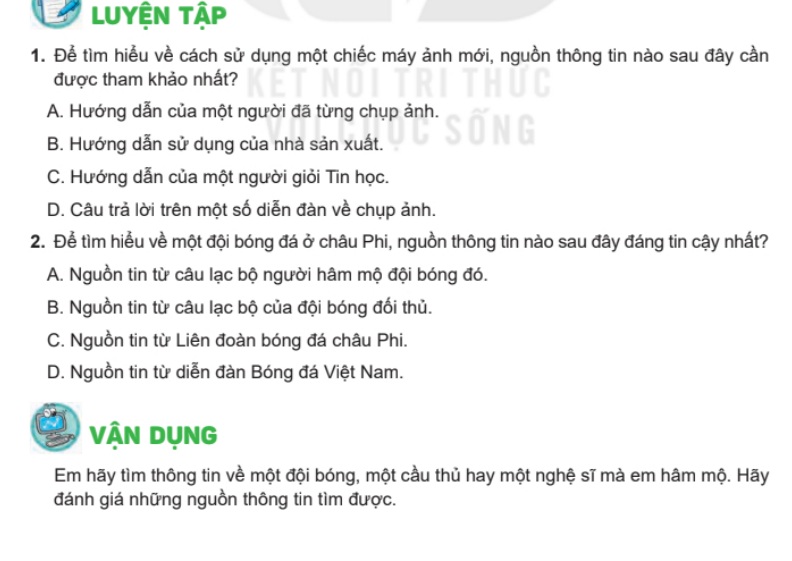 LUYỆN TẬP
1. Để tìm hiểu về cách sử dụng một chiếc máy ảnh mới, nguồn thông tin nào sau đây cần
được tham khảo nhất?
KẾT NỐI TRI THỨC
A. Hướng dẫn của một người đã từng chụp ảnh.
VỚI CUỘC SỐNG
B. Hướng dẫn sử dụng của nhà sản xuất.
C. Hướng dẫn của một người giỏi Tin học.
D. Câu trả lời trên một số diễn đàn về chụp ảnh.
2. Để tìm hiểu về một đội bóng đá ở châu Phi, nguồn thông tin nào sau đây đáng tin cậy nhất?
A. Nguồn tin từ câu lạc bộ người hâm mộ đội bóng đó.
B. Nguồn tin từ câu lạc bộ của đội bóng đối thủ.
C. Nguồn tin từ Liên đoàn bóng đá châu Phi.
D. Nguồn tin từ diễn đàn Bóng đá Việt Nam.
VẬN DỤNG
Em hãy tìm thông tin về một đội bóng, một cầu thủ hay một nghệ sĩ mà em hâm mộ. Hãy
đánh giá những nguồn thông tin tìm được.